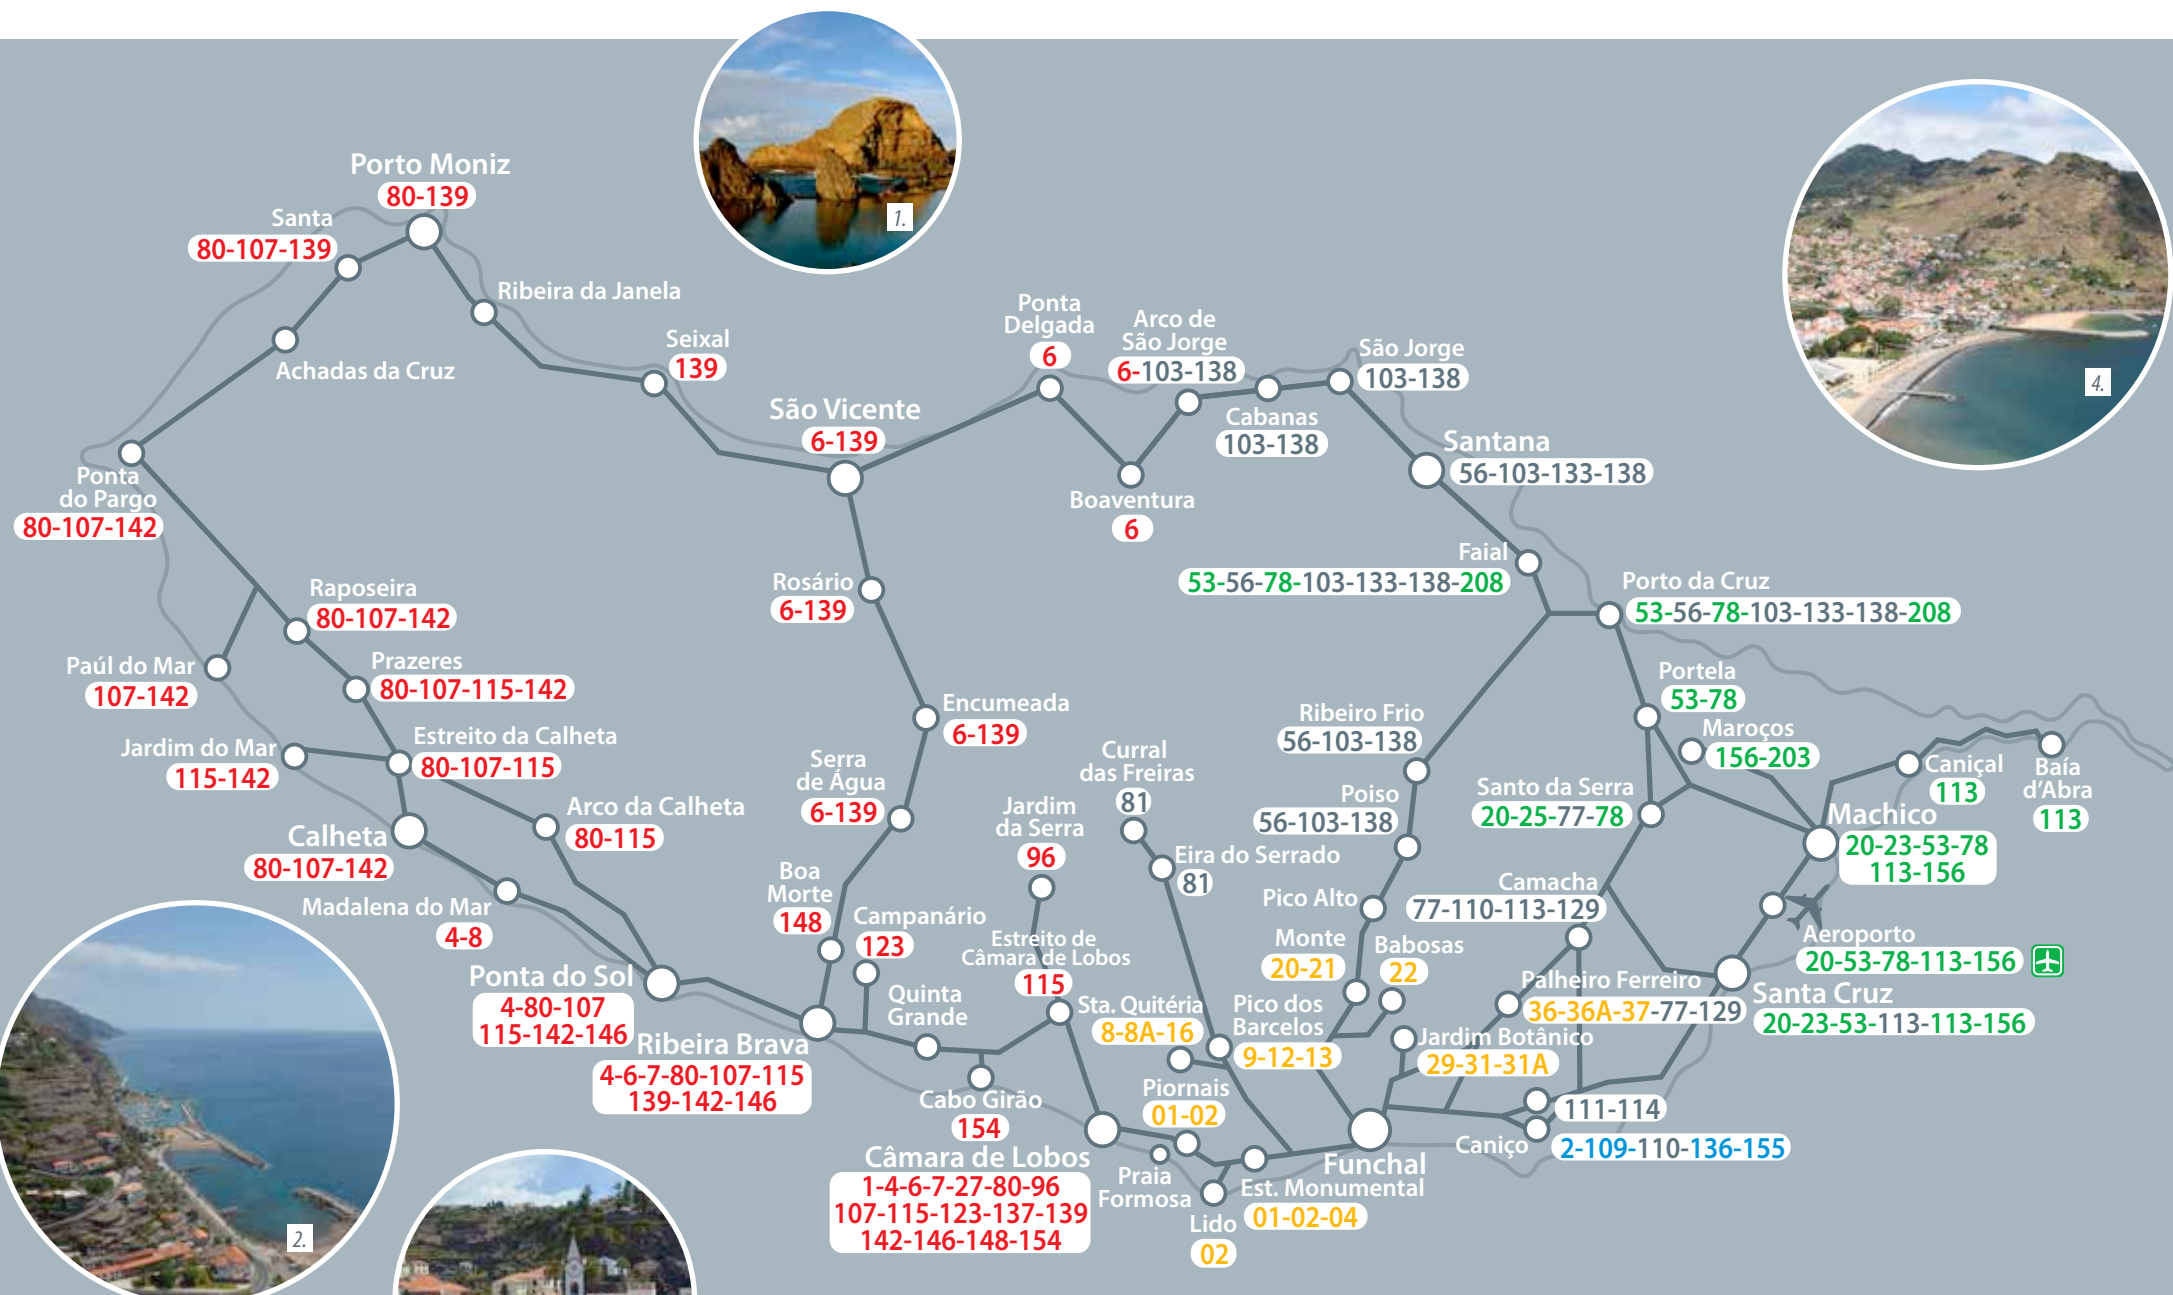 1.
4.
Porto Moniz
80-139
Santa
80-107-139
Ribeira da Janela
Seixal
139
Achadas da Cruz
São Vicente
6-139
Ponta
Delgada
6
Arco de
São Jorge
6-103-138
São Jorge
103-138
Cabanas
103-138
Santana
56-103-133-138
Boaventura
6
Ponta
do Pargo
80-107-142
Faial
53-56-78-103-133-138-208
Porto da Cruz
53-56-78-103-133-138-208
Raposeira
80-107-142
Rosário
6-139
Paúl do Mar
107-142
Prazeres
80-107-115-142
Portela
53-78
Encumeada
6-139
Ribeiro Frio
56-103-138
Maroços
156-203
Jardim do Mar
115-142
Estreito da Calheta
80-107-115
Curral
das Freiras
81
Serra
de Água
6-139
Caniçal
113
Baía
d'Abra
113
Poiso
56-103-138
Santo da Serra
20-25-77-78
Arco da Calheta
80-115
Jardim
da Serra
96
Machico
20-23-53-78
113-156
Calheta
80-107-142
Eira do Serrado
81
Boa
Morte
148
Pico Alto
Camacha
77-110-113-129
Madalena do Mar
4-8
Campanário
123
Estreito de
Câmara de Lobos
115
Monte
20-21
Babosas
22
Aeroporto
20-53-78-113-156
Ponta do Sol
4-80-107
115-142-146
Quinta
Grande
Sta. Quitéria
8-8A-16
Pico dos
Barcelos
9-12-13
Palheiro Ferreiro
36-36A-37-77-129
Santa Cruz
20-23-53-113-113-156
Ribeira Brava
4-6-7-80-107-115
139-142-146
Jardim Botânico
29-31-31A
Cabo Girão
154
Piornais
01-02
111-114
Caniço
2-109-110-136-155
Câmara de Lobos
1-4-6-7-27-80-96
107-115-123-137-139
142-146-148-154
Praia
Formosa
Funchal
Est. Monumental
01-02-04
Lido
02
2.